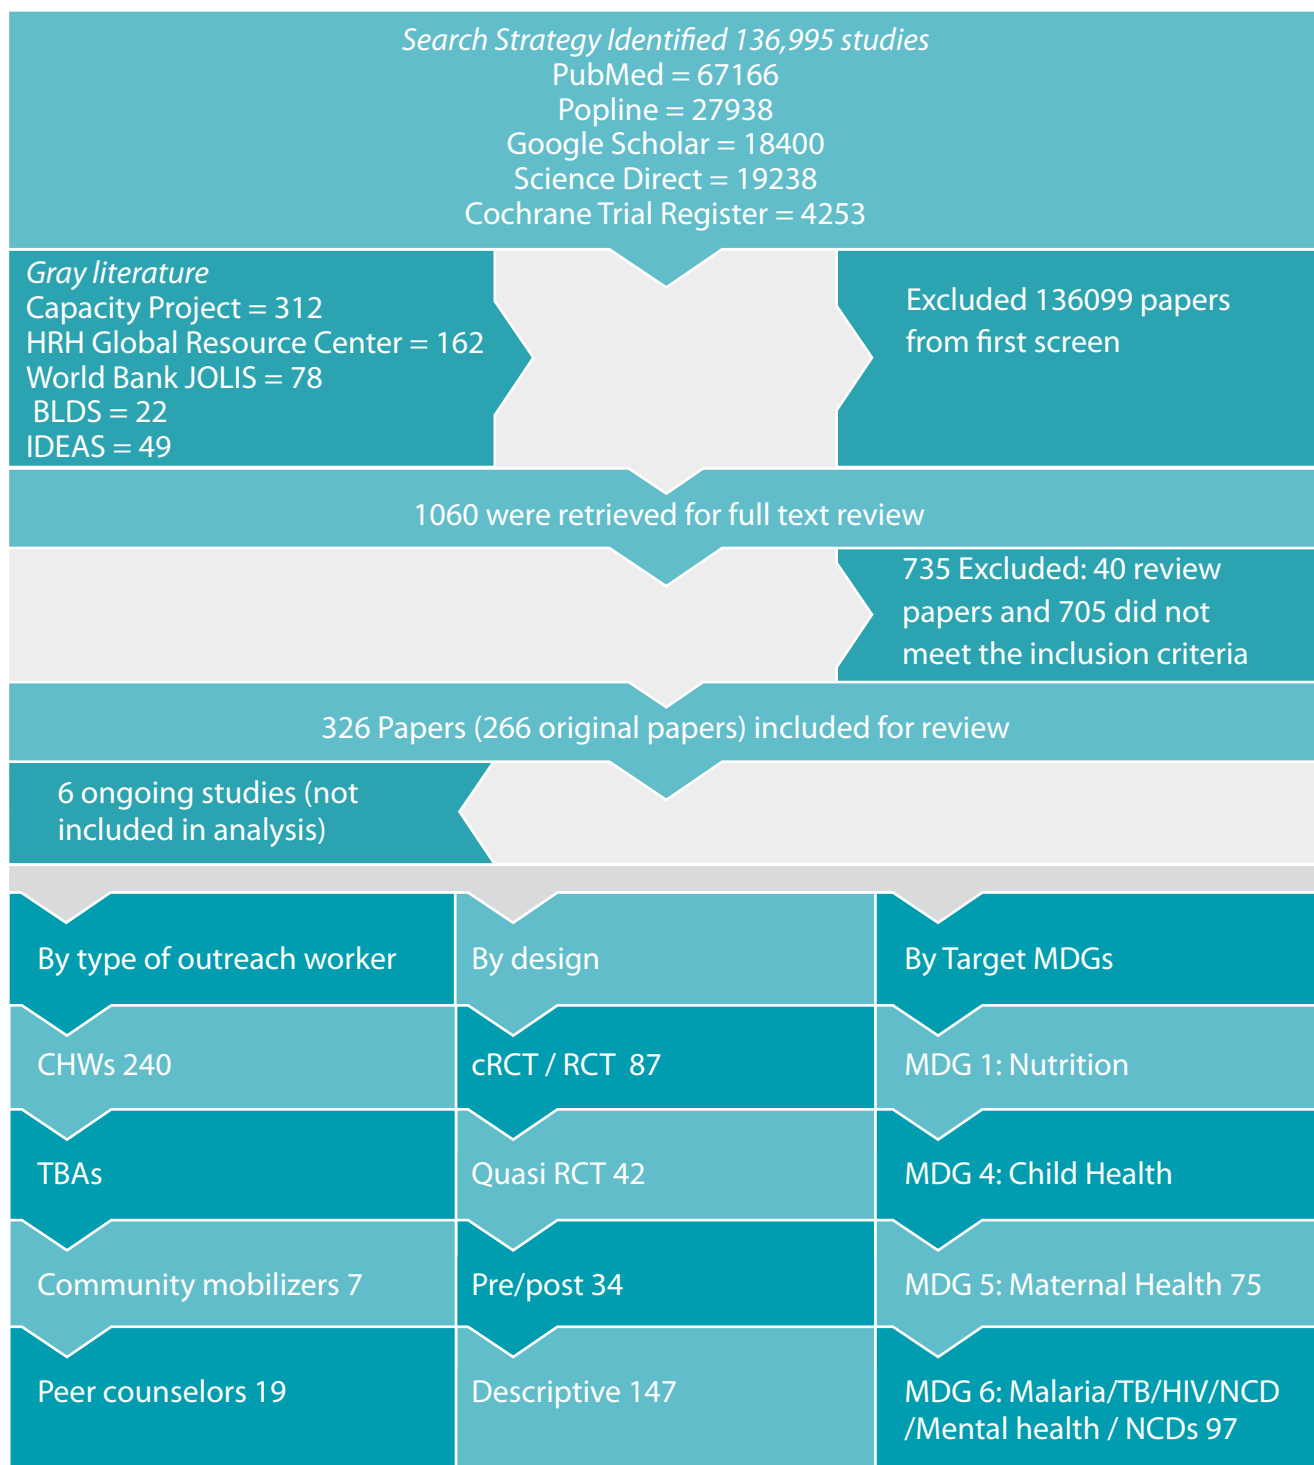 Search Strategy Identified 136,995 studies
PubMed = 67166
Popline = 27938
Google Scholar = 18400
Science Direct = 19238
Cochrane Trial Register = 4253
Gray literature
Capacity Project = 312
HRH Global Resource Center = 162
World Bank JOLIS = 78
BLDS = 22
IDEAS = 49
Excluded 136099 papers
from first screen
1060 were retrieved for full text review
735 Excluded: 40 review
papers and 705 did not
meet the inclusion criteria
326 Papers (266 original papers) included for review
6 ongoing studies (not
included in analysis)
By type of outreach worker
CHWs 240
TBAs
Community mobilizers 7
Peer counselors 19
By design
cRCT / RCT 87
Quasi RCT 42
Pre/post 34
Descriptive 147
By Target MDGs
MDG 1: Nutrition
MDG 4: Child Health
MDG 5: Maternal Health 75
MDG 6: Malaria/TB/HIV/NCD
/Mental health / NCDs 97